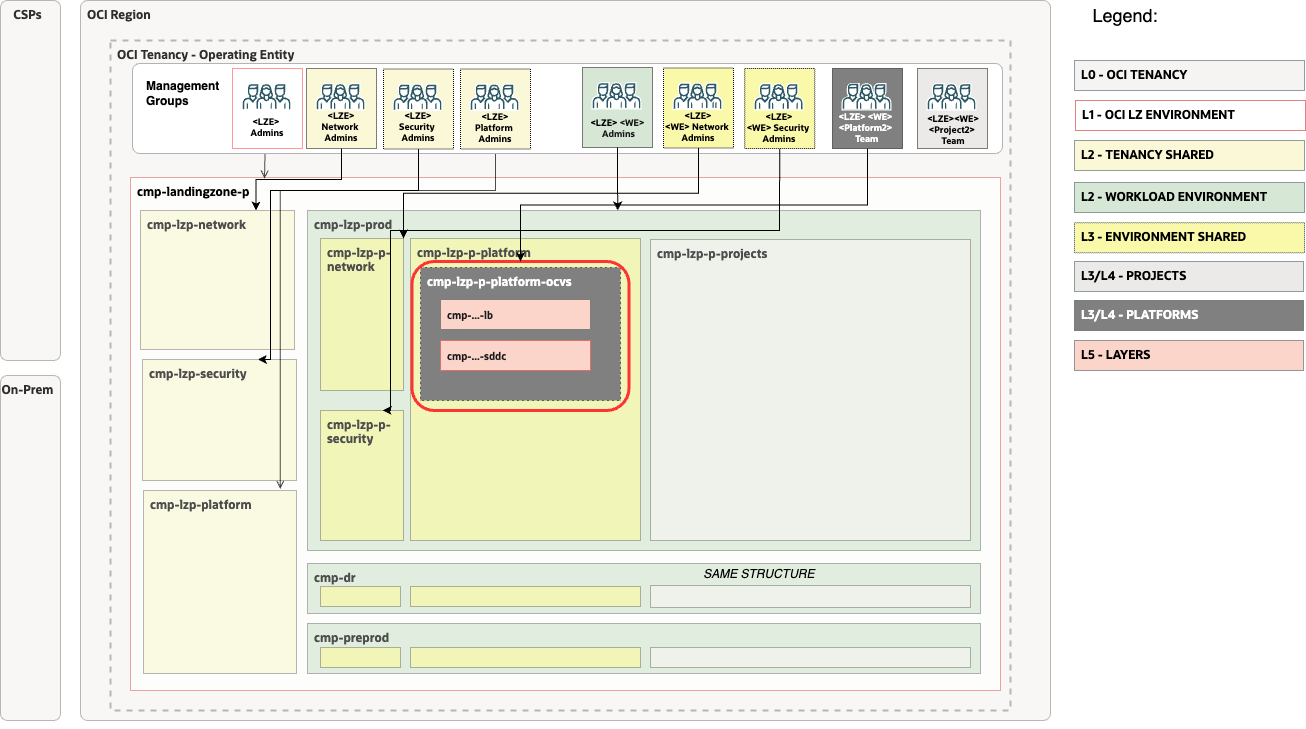 CSPs
OCI Region
Legend:
OCI Tenancy - Operating Entity
Management
Groups
<LZE>
Admins
<LZE>
Network
Admins
<LZE>
Security
Admins
<LZE>
Platform
Admins
<LZE> <WE>
Admins
<LZE>
<WE> Network
Admins
<LZE>
<WE> Security
Admins
<LZE> <WE>
<Platform2>
Team
<LZE><WE>
<Project2>
Team
L0 - OCI TENANCY
L1 - OCI LZ ENVIRONMENT
L2 - TENANCY SHARED
L2 - WORKLOAD ENVIRONMENT
L3 - ENVIRONMENT SHARED
L3/L4 - PROJECTS
L3/L4 - PLATFORMS
L5 - LAYERS
cmp-landingzone-p
cmp-lzp-network
cmp-lzp-security
cmp-lzp-platform
cmp-lzp-prod
cmp-lzp-p-
network
cmp-lzp-p-
security
cmp-lzp-p-platform
cmp-lzp-p-platform-ocvs
cmp-...-lb
cmp-...-sddc
cmp-lzp-p-projects
On-Prem
cmp-dr
SAME STRUCTURE
cmp-preprod